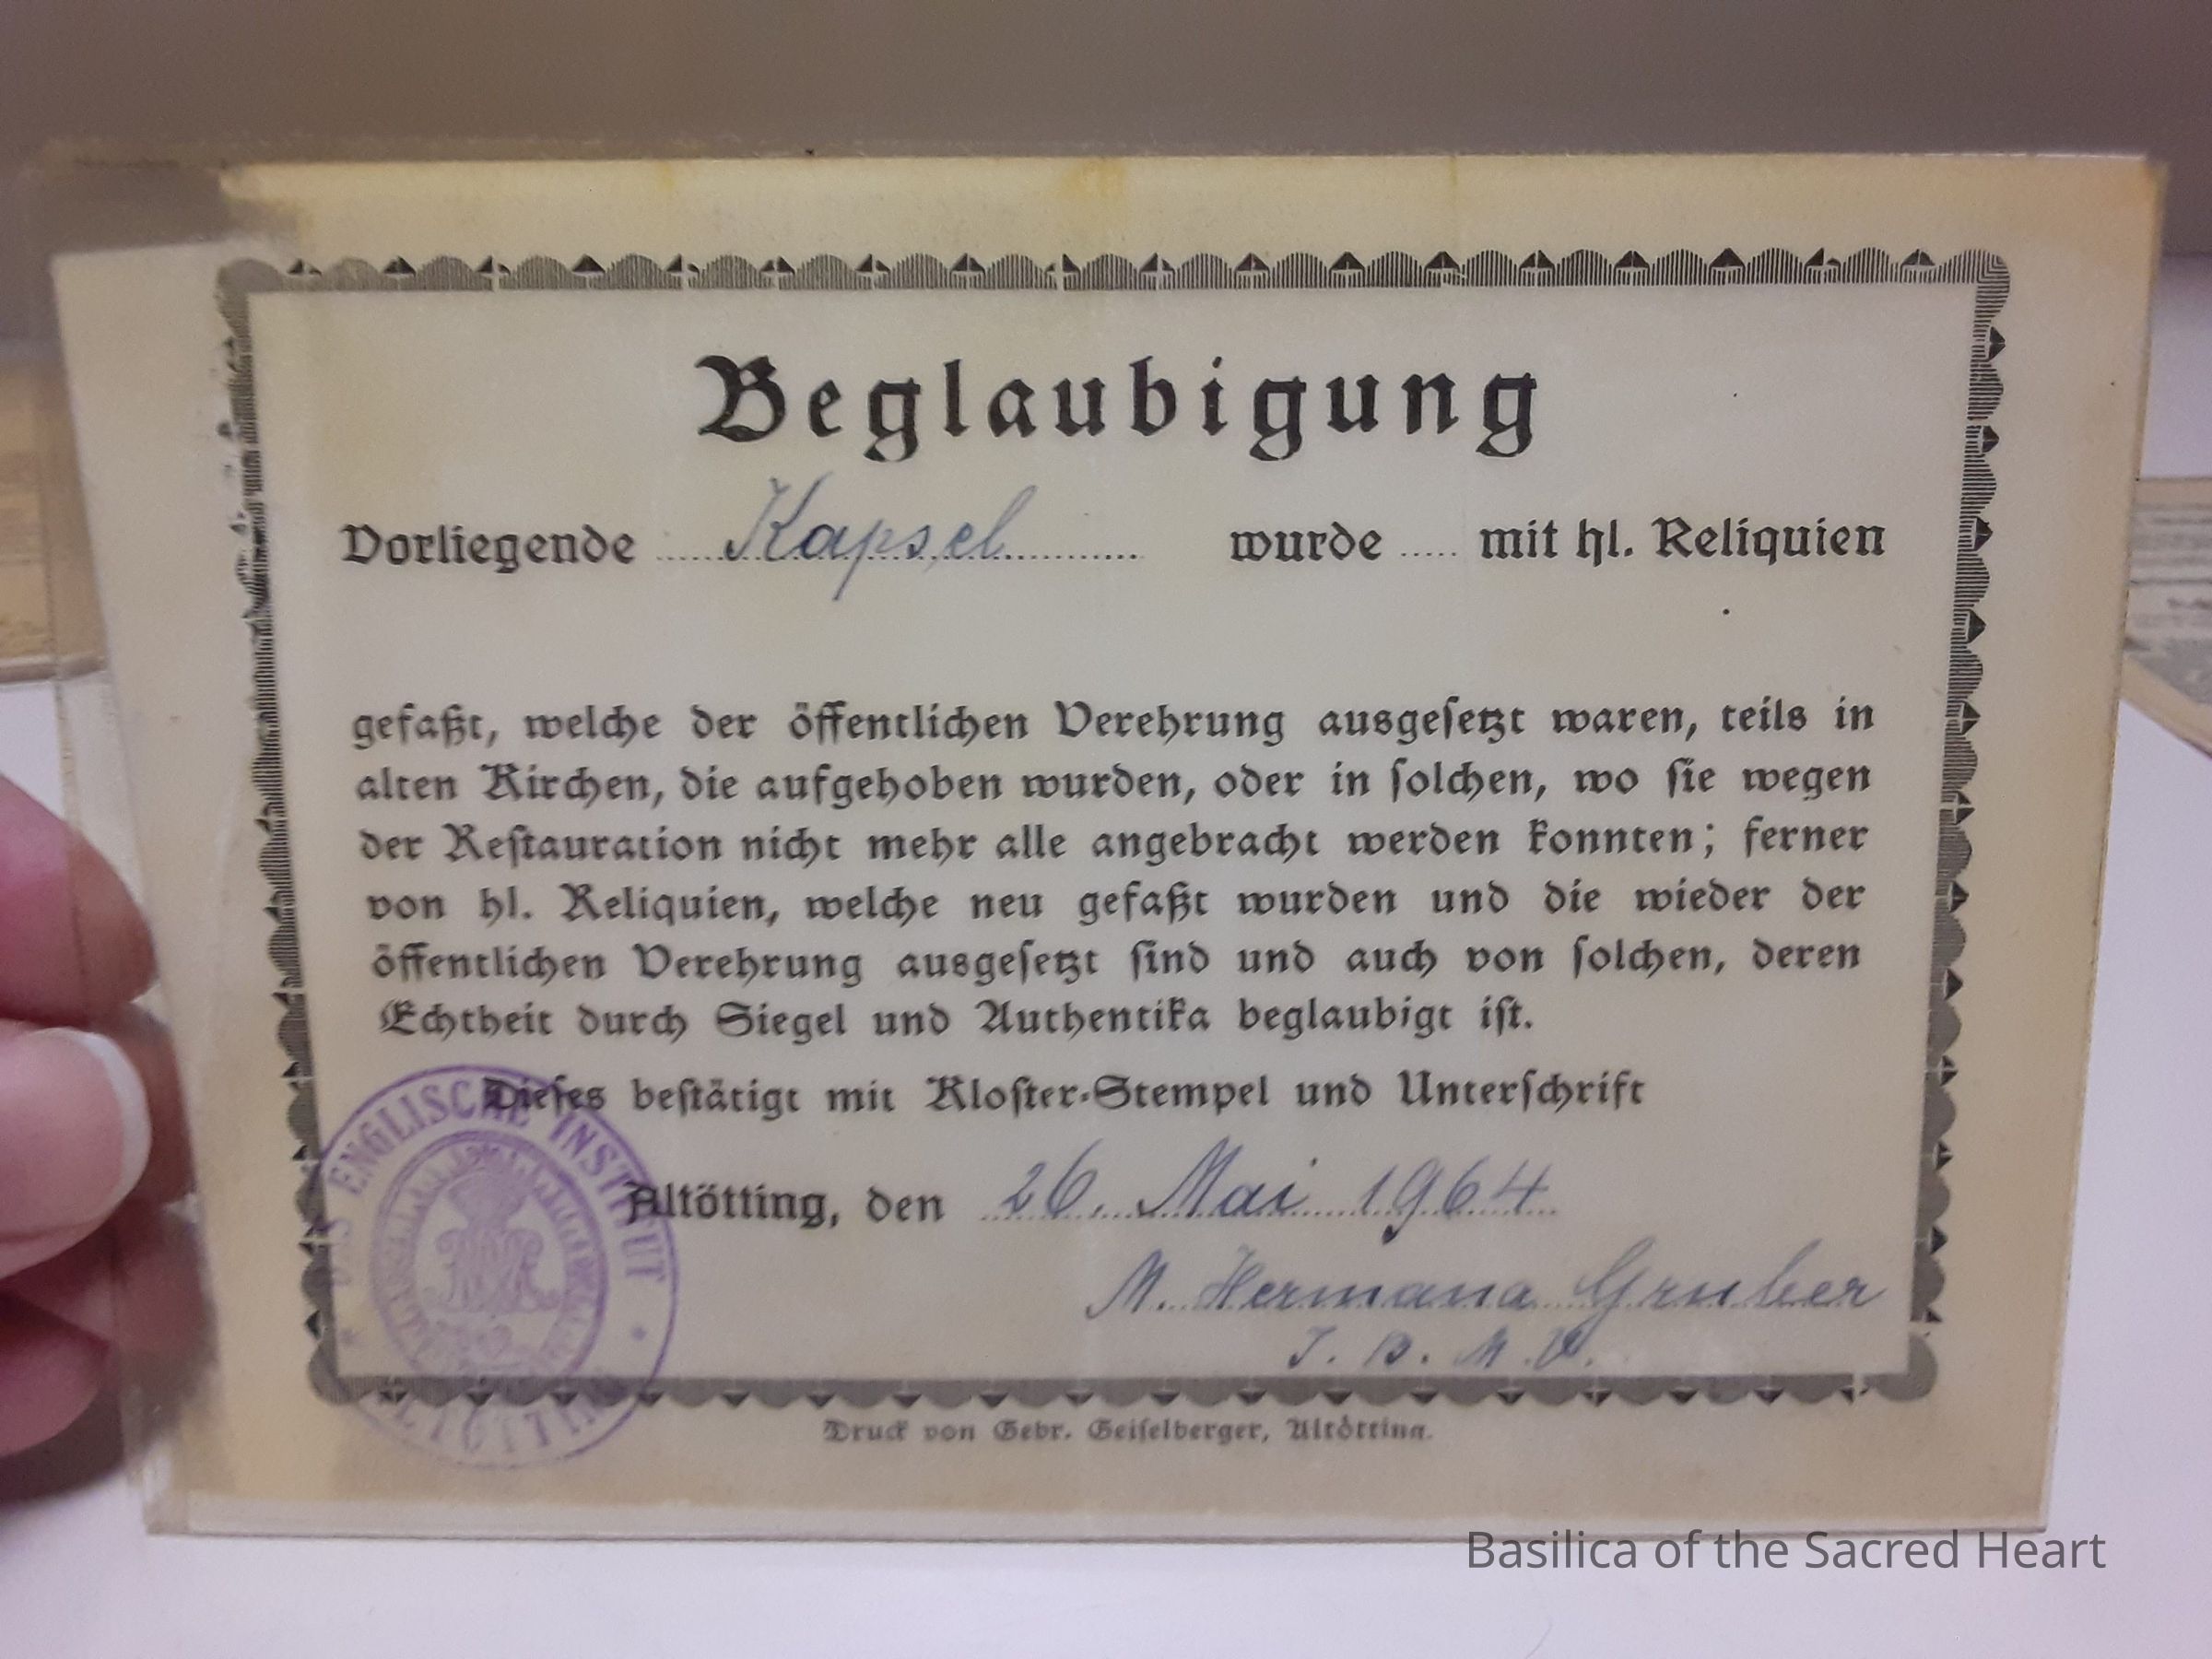 Beglaubigung
Vorliegende Kapsel wurde ..... mit hl. Reliquien
gefaßt, welche der öffentlichen Verehrung ausgesetzt waren, teils in
alten Kirchen, die aufgehoben wurden, oder in solchen, wo sie wegen
der Restauration nicht mehr alle angebracht werden konnten; ferner
von hl. Reliquien, welche neu gefaßt wurden und die wieder der
öffentlichen Verehrung ausgesetzt sind und auch von solchen, deren
Echtheit durch Siegel und Authentika beglaubigt ist.
Dieses bestätigt mit Kloster-Stempel und Unterschrift
DAS ENGLISCHE INSTITUT
Altötting, den 26. Mai 1964
M. Hermana Gruber
I. B. M. V.
Druck von Gebr. Geiselberger, Altötting.
Basilica of the Sacred Heart